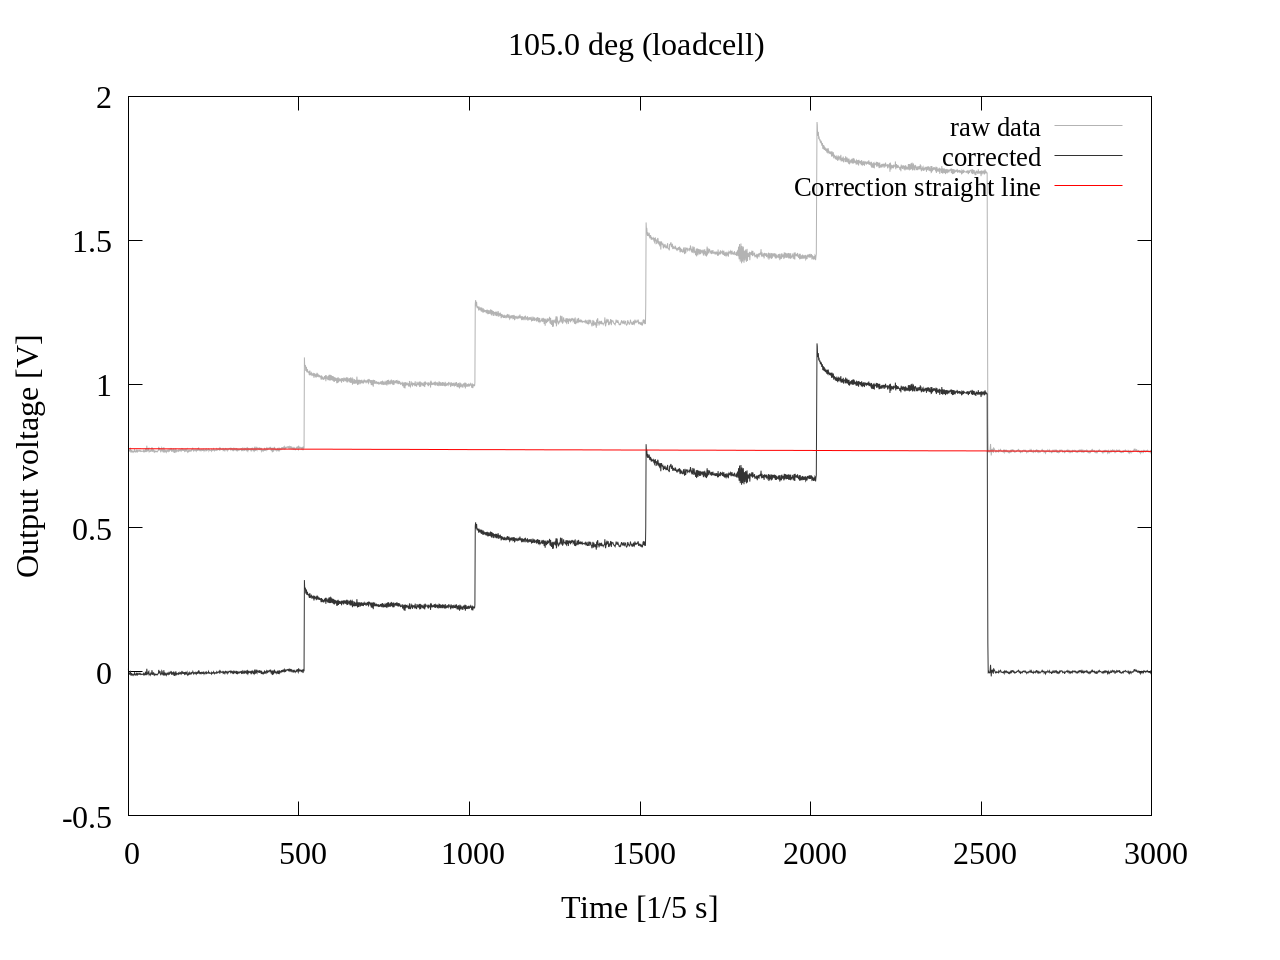 105.0 deg (loadcell)
2
1.5
1
0.5
0
-0.5
Output voltage [V]
raw data
corrected
Correction straight line
0 500 1000 1500 2000 2500 3000
Time [1/5 s]